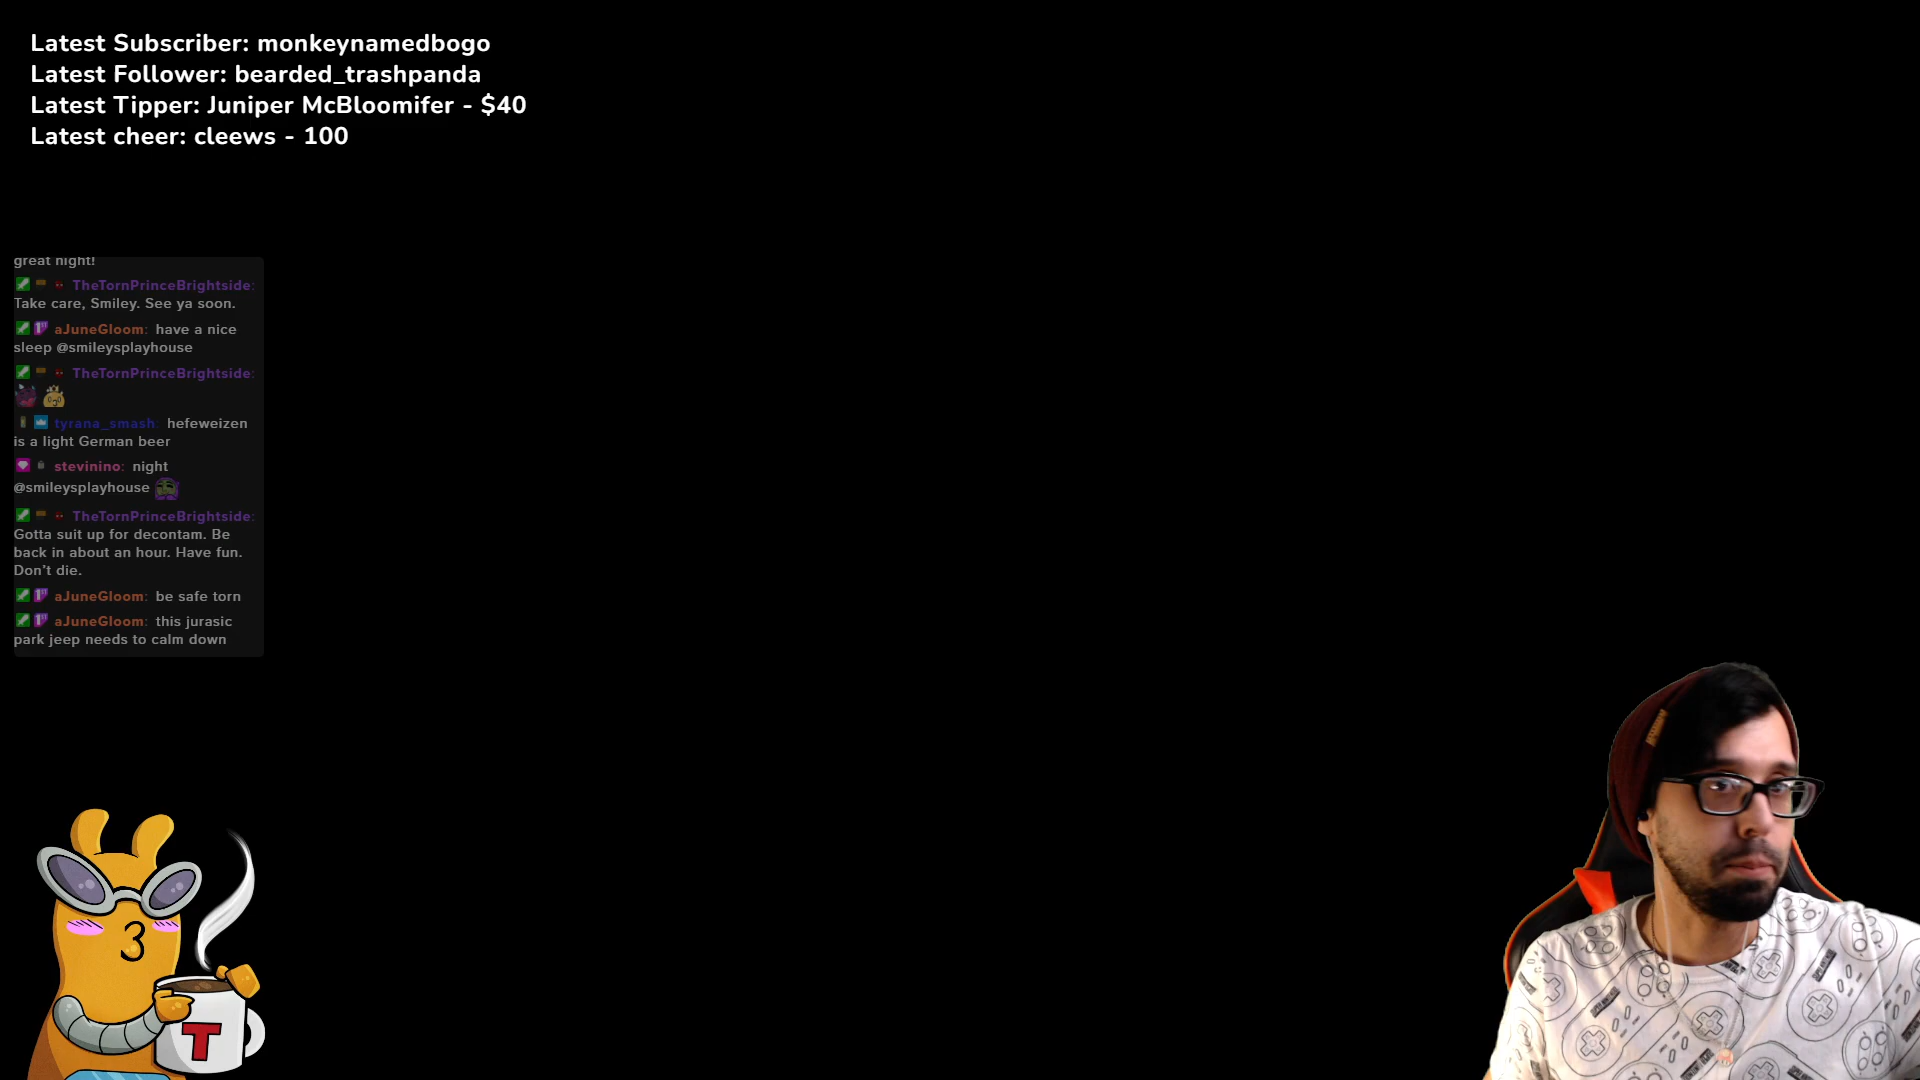 Latest Subscriber: monkeynamedbogo
Latest Follower: bearded_trashpanda
Latest Tipper: Juniper McBloomifer - $40
Latest cheer: cleews - 100
great night!
TheTornPrinceBrightside:
Take care, Smiley. See ya soon.
aJuneGloom: have a nice
sleep @smileysplayhouse
TheTornPrinceBrightside:
tyrana_smash: hefeweizen
is a light German beer
stevinino: night
@smileysplayhouse
TheTornPrinceBrightside:
Gotta suit up for decontam. Be
back in about an hour. Have fun.
Don't die.
aJuneGloom: be safe torn
aJuneGloom: this jurasic
park jeep needs to calm down
T